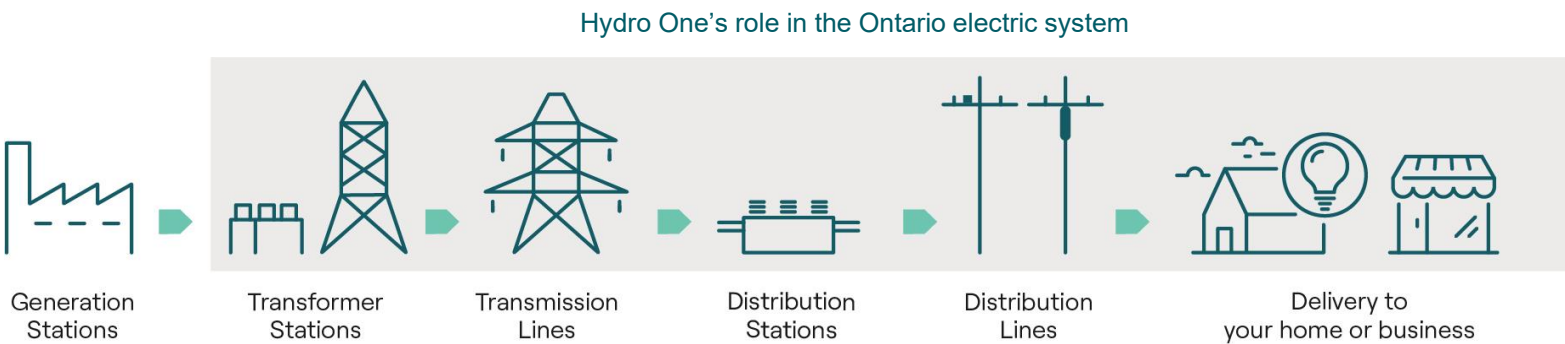 Hydro One’s role in the Ontario electric system
Generation
Stations
Transformer
Stations
Transmission
Lines
Distribution
Stations
Distribution
Lines
Delivery to
your home or business